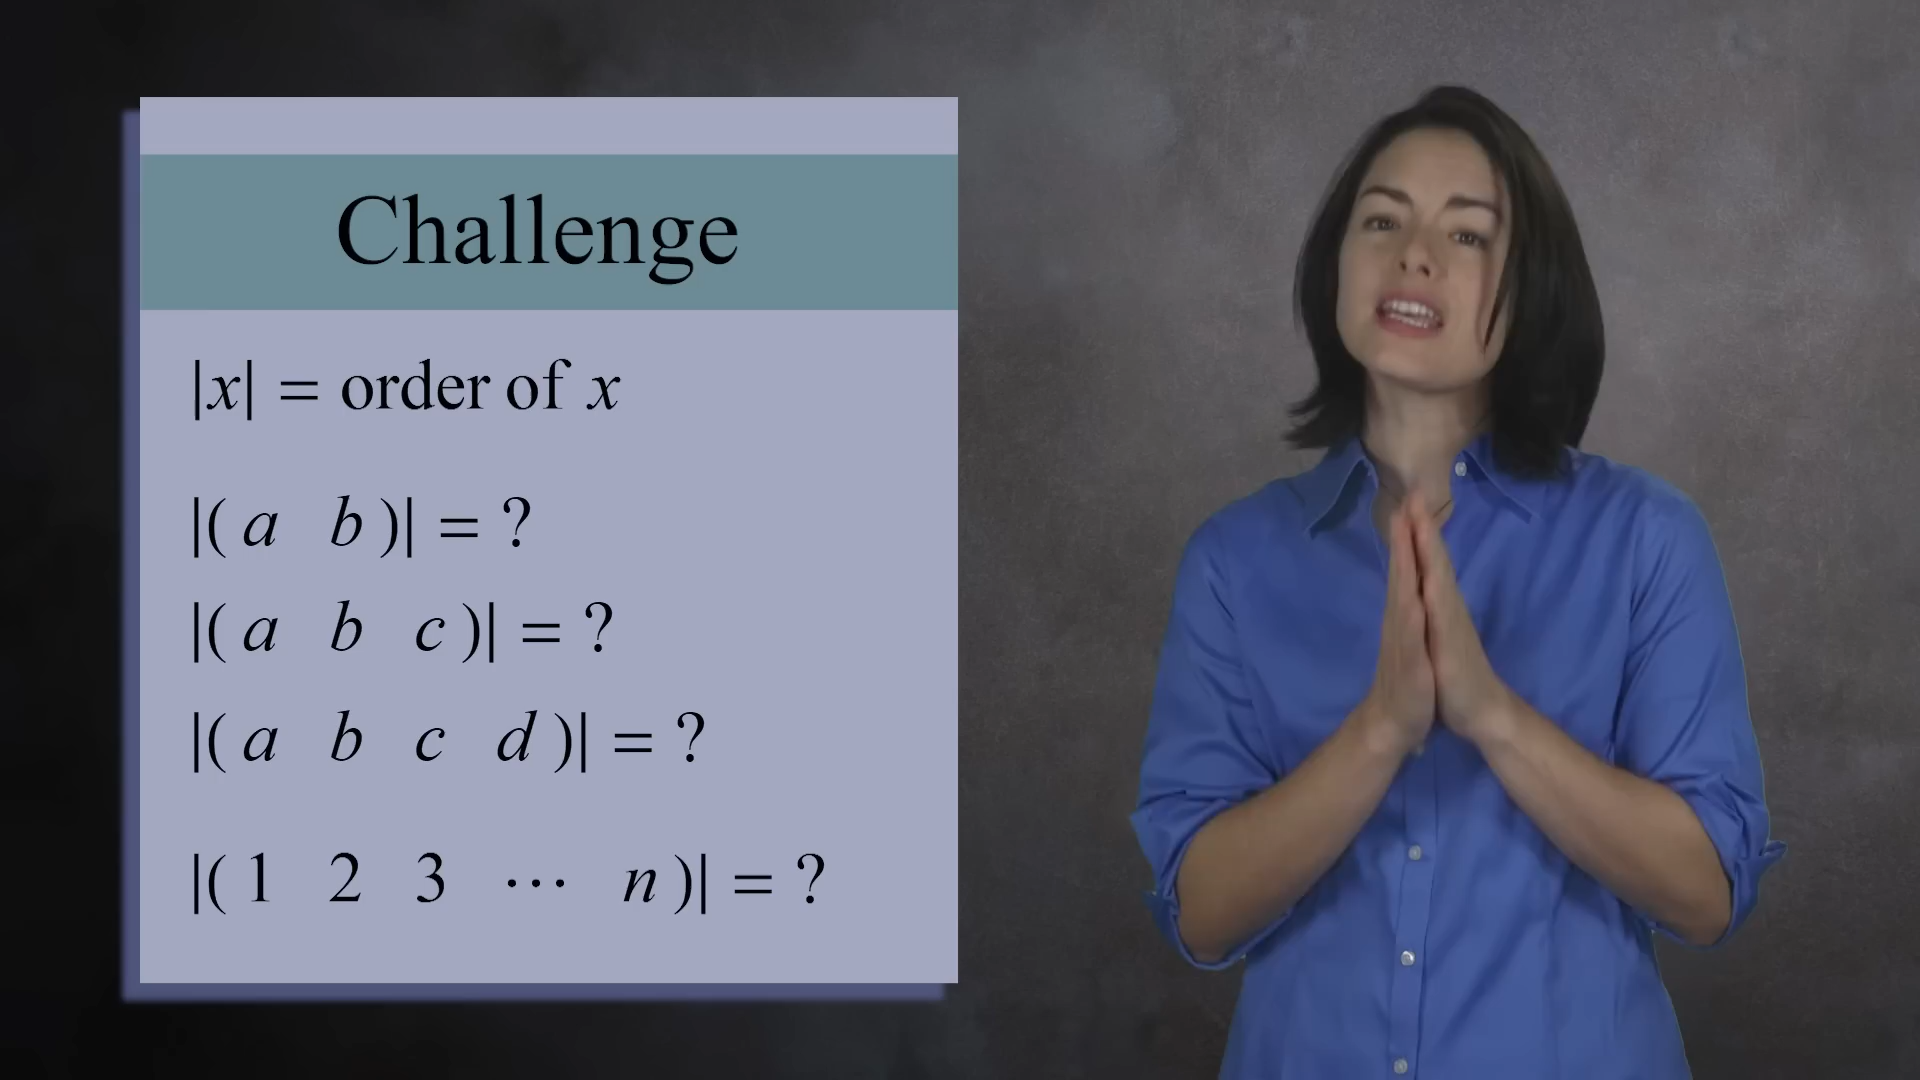 Challenge
|x| = order of x
|( a b )| = ?
|( a b c )| = ?
|( a b c d )| = ?
|( 1 2 3 ⋯ n )| = ?